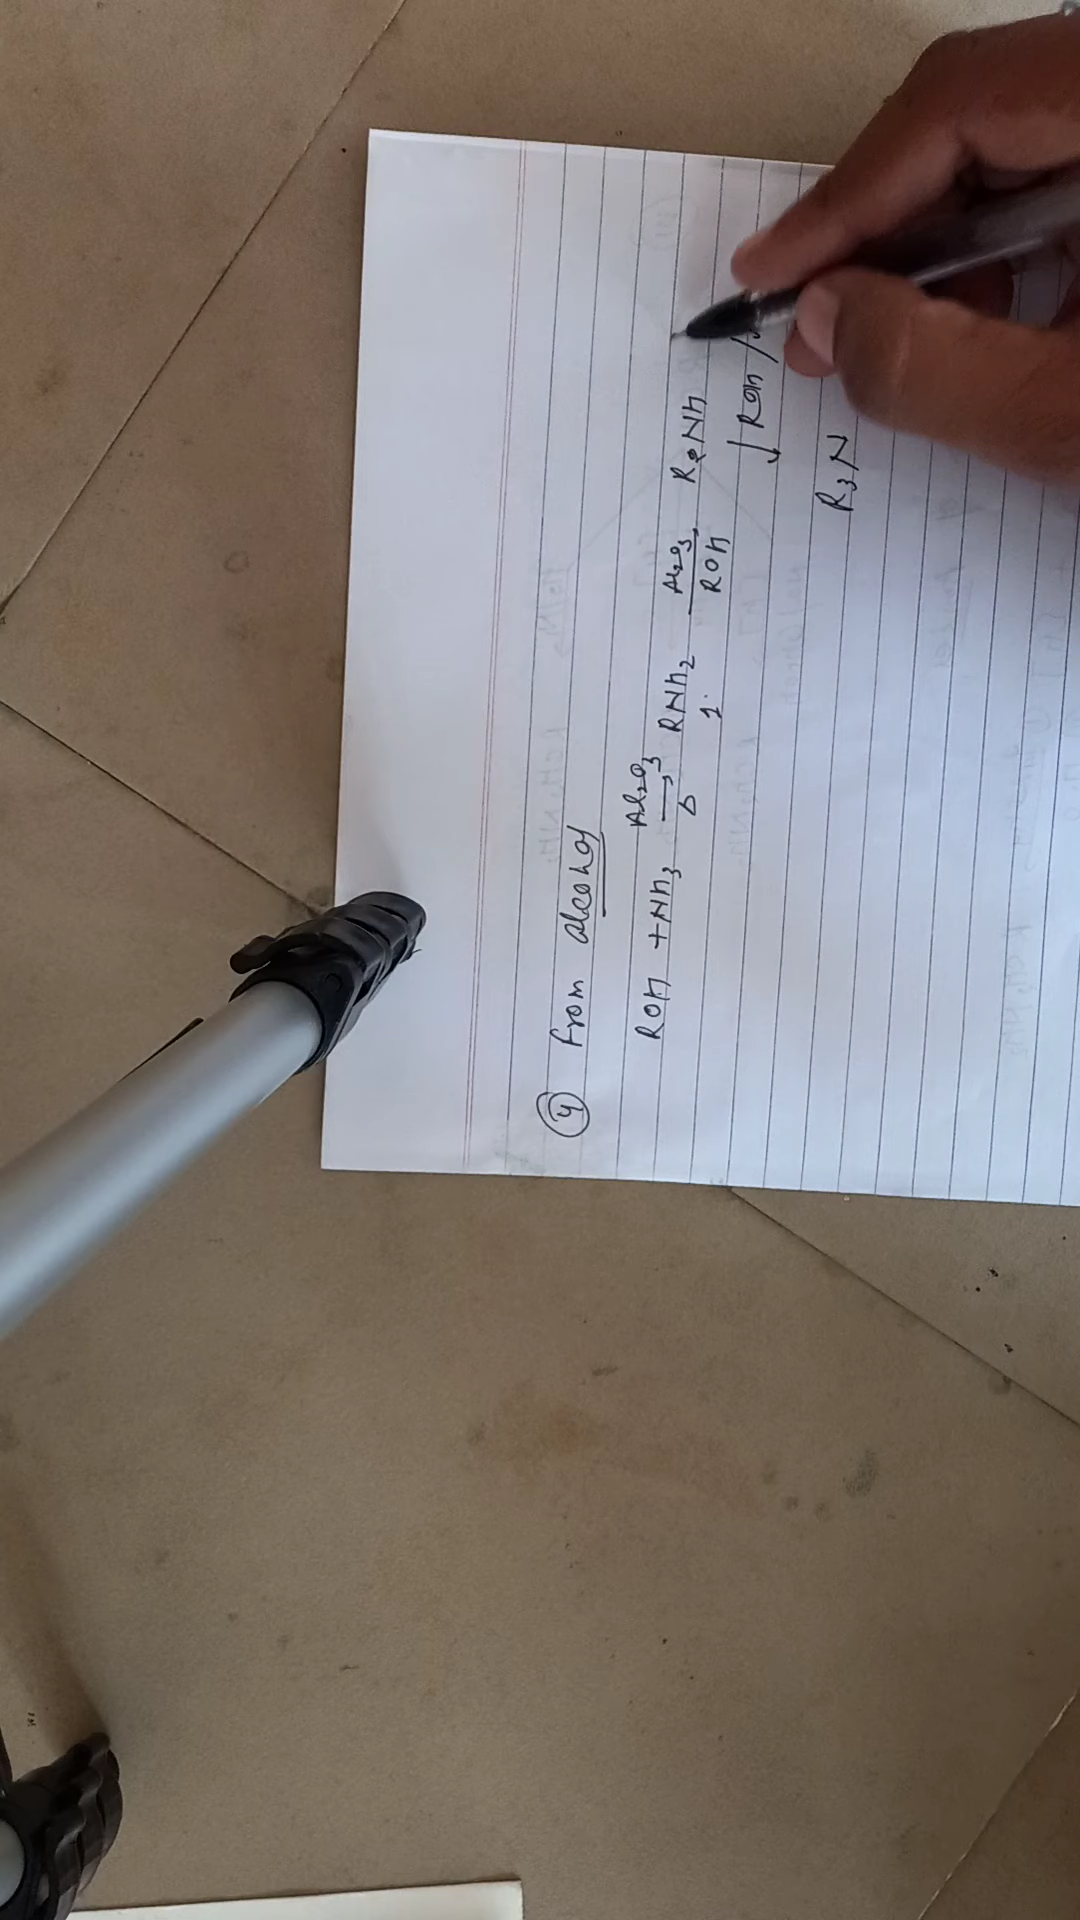 ④ From alcohol
Al₂O₃ Al₂O₃
ROH + NH₃ → RNH₂ → R₂NH
Δ 1° ROH
↓ ROH /
R₃N